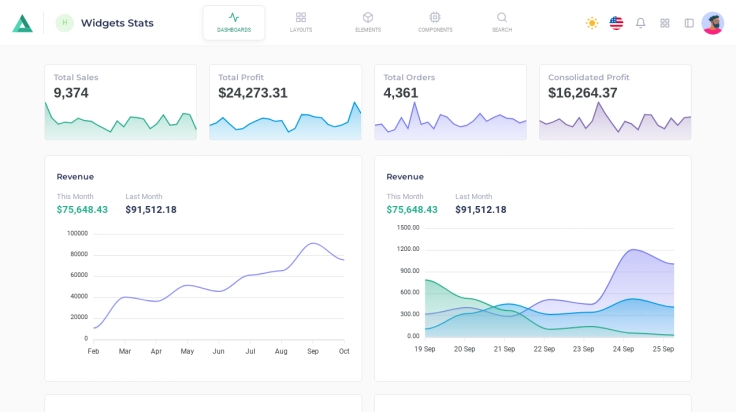 H
Widgets Stats
DASHBOARDS
LAYOUTS
ELEMENTS
COMPONENTS
SEARCH
Total Sales
9,374
Total Profit
$24,273.31
Total Orders
4,361
Consolidated Profit
$16,264.37
Revenue
This Month
Last Month
$75,648.43
$91,512.18
100000
80000
60000
40000
20000
0
Feb Mar Apr May Jun Jul Aug Sep Oct
Revenue
This Month
Last Month
$75,648.43
$91,512.18
1500.00
1200.00
900.00
600.00
300.00
0.00
19 Sep 20 Sep 21 Sep 22 Sep 23 Sep 24 Sep 25 Sep